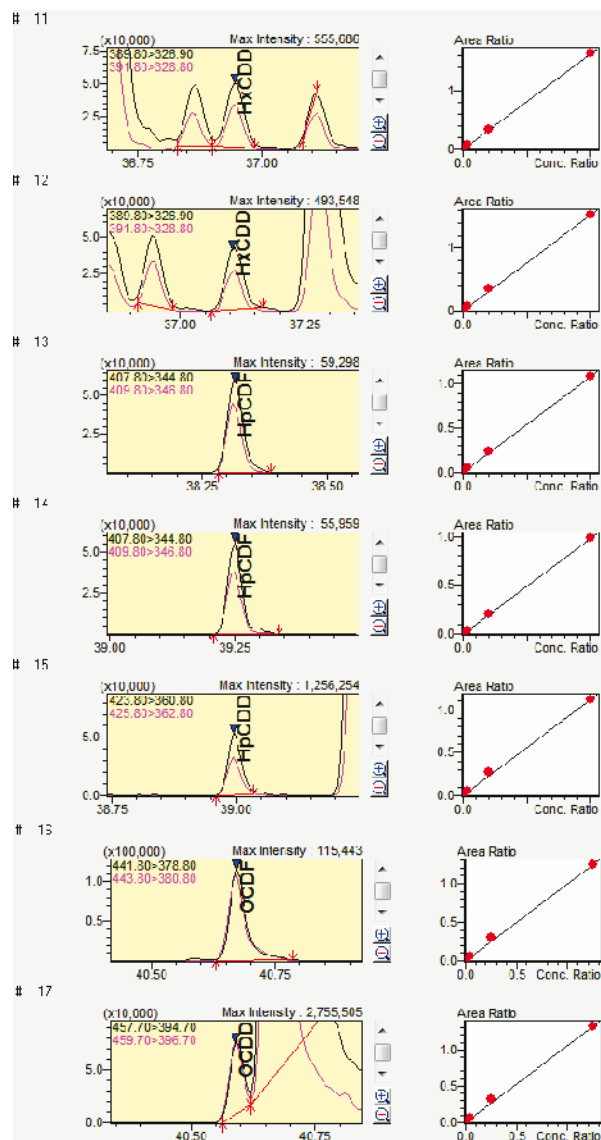 # 11
(x10,000) Max Intensity : 555,686 Area Ratio
7.5
389.80>326.90
391.80>328.80
5.0
2.5
HxCDD
1
36.75 37.00 0.0 Conc. Ratio
# 12
(x10,000) Max Intensity : 493,548 Area Ratio
389.80>326.90
391.80>328.80
5.0
2.5
HxCDD
1
0
37.00 37.25 0.0 Conc. Ratio
# 13
(x10,000) Max Intensity : 59,298 Area Ratio
407.80>344.80
409.80>346.80
5.0
2.5
HpCDF
1.0
0.5
0.0
38.25 38.50 0.0 Conc. Ratio
# 14
(x10,000) Max Intensity : 55,959 Area Ratio
407.80>344.80
409.80>346.80
5.0
2.5
HpCDF
1.0
0.5
0.0
39.00 39.25 0.0 Conc. Ratio
# 15
(x10,000) Max Intensity : 1,256,254 Area Ratio
423.80>360.80
425.80>362.80
5.0
0.0
HpCDD
1.0
0.5
0.0
38.75 39.00 0.0 Conc. Ratio
# 16
(x100,000) Max Intensity : 115,443 Area Ratio
441.80>378.80
443.80>380.80
1.0
0.5
OCDF
1.0
0.5
0.0
40.50 40.75 0.0 0.5 Conc. Ratio
# 17
(x10,000) Max Intensity : 2,755,505 Area Ratio
457.70>394.70
459.70>396.70
5.0
0.0
OCDD
1.0
0.5
0.0
40.50 40.75 0.0 0.5 Conc. Ratio